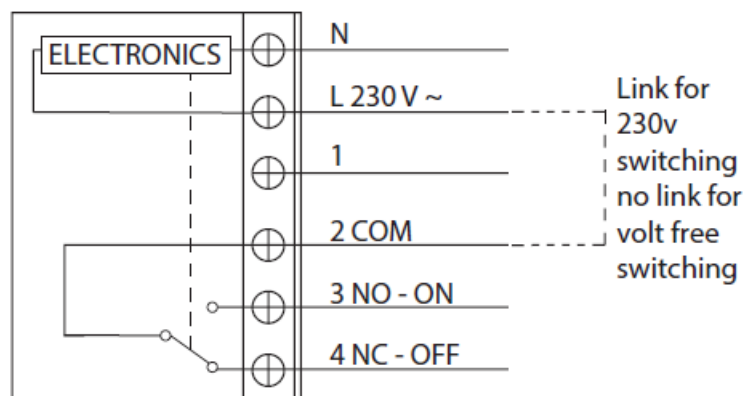 ELECTRONICS
N
L 230 V ~
1
2 COM
3 NO - ON
4 NC - OFF
Link for
230v
switching
no link for
volt free
switching